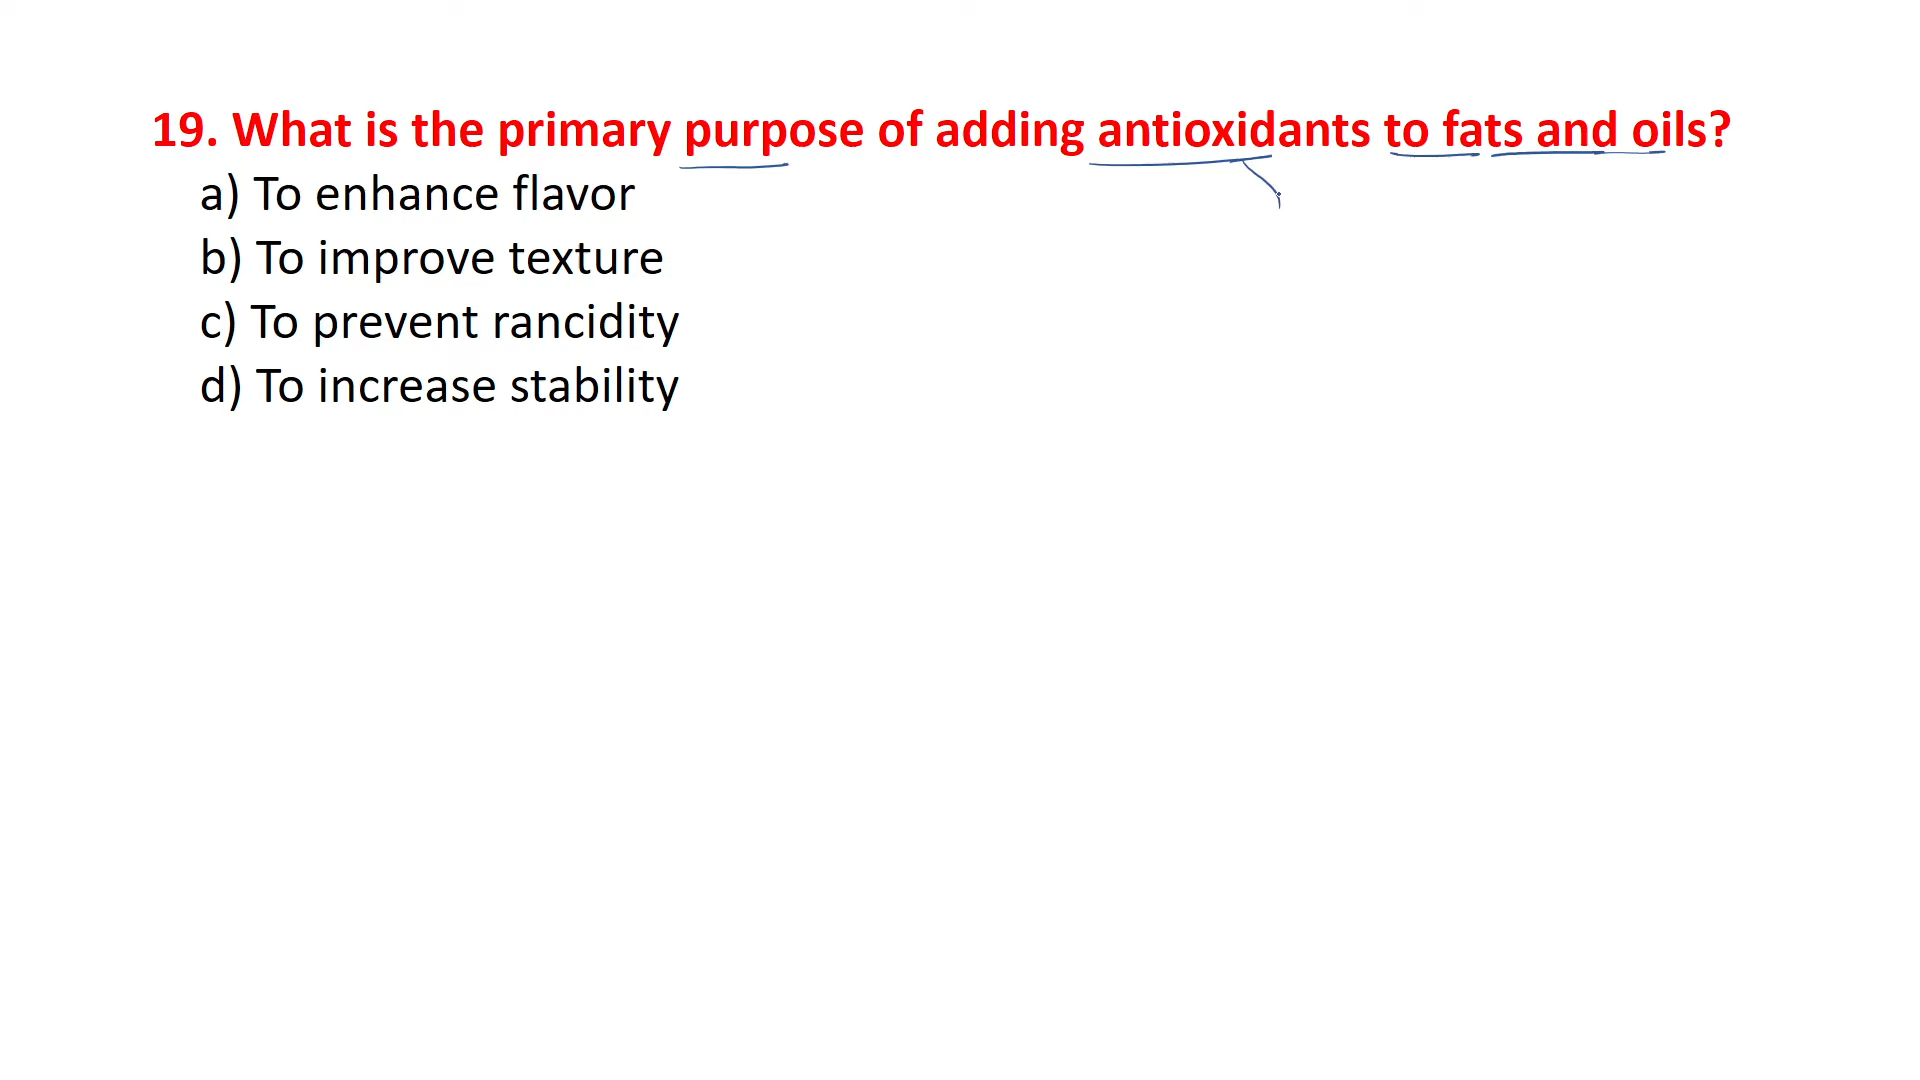 19. What is the primary purpose of adding antioxidants to fats and oils?
a) To enhance flavor
b) To improve texture
c) To prevent rancidity
d) To increase stability